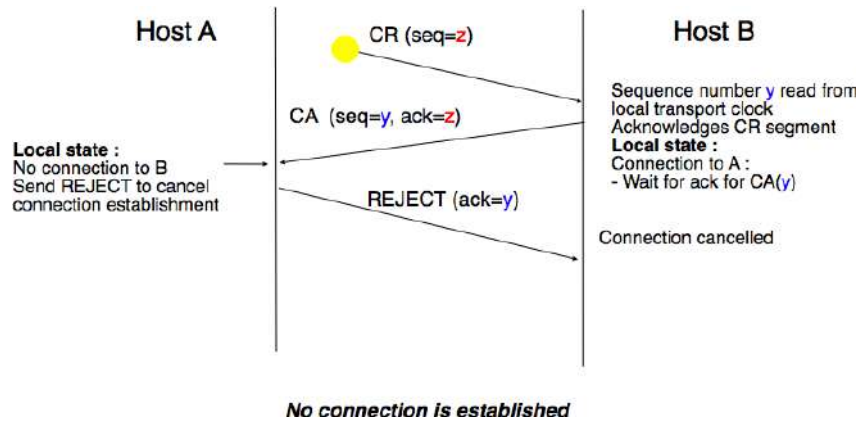 Host A
CR (seq=z)
Host B
Sequence number y read from
local transport clock
Acknowledges CR segment
Local state :
Connection to A :
- Wait for ack for CA(y)
CA (seq=y, ack=z)
Local state :
No connection to B
Send REJECT to cancel
connection establishment
REJECT (ack=y)
Connection cancelled
No connection is established